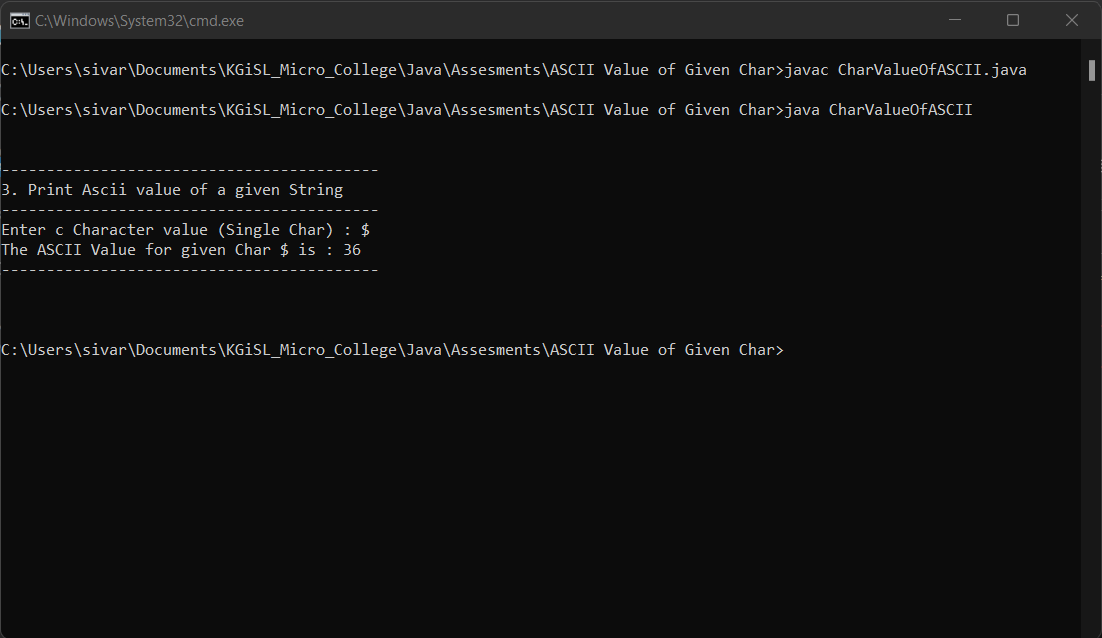 C:\Windows\System32\cmd.exe
C:\Users\sivar\Documents\KGiSL_Micro_College\Java\Assesments\ASCII Value of Given Char>javac CharValueOfASCII.java
C:\Users\sivar\Documents\KGiSL_Micro_College\Java\Assesments\ASCII Value of Given Char>java CharValueOfASCII
------------------------------------------
3. Print Ascii value of a given String
------------------------------------------
Enter c Character value (Single Char) : $
The ASCII Value for given Char $ is : 36
------------------------------------------
C:\Users\sivar\Documents\KGiSL_Micro_College\Java\Assesments\ASCII Value of Given Char>